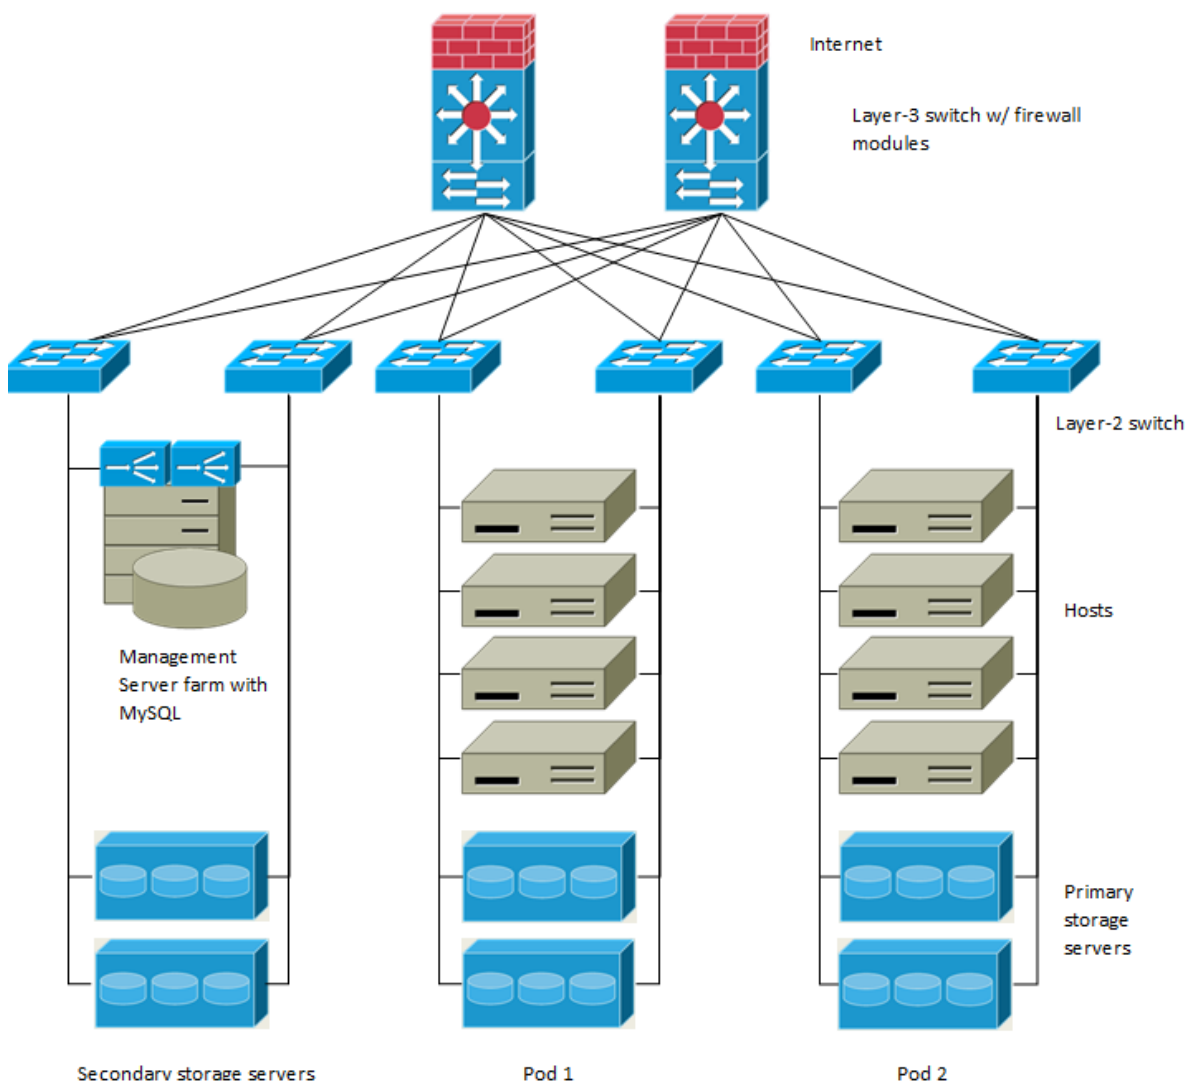 Internet
Layer-3 switch w/ firewall
modules
Layer-2 switch
Hosts
Management
Server farm with
MySQL
Primary
storage
servers
Secondary storage servers
Pod 1
Pod 2